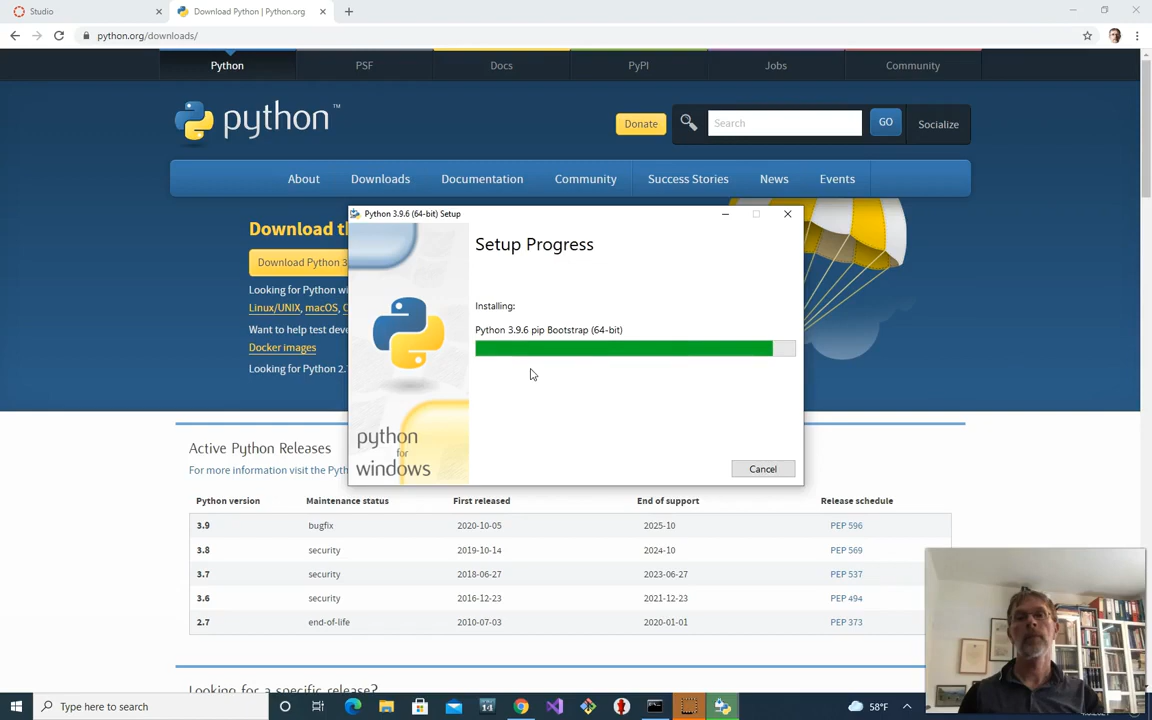 Studio
Download Python | Python.org
python.org/downloads/
Python
PSF
Docs
PyPI
Jobs
Community
python™
Donate
Search
GO
Socialize
About
Downloads
Documentation
Community
Success Stories
News
Events
Download
Download Python 3
Looking for Python
Linux/UNIX, macOS,
Want to help test
Docker images
Looking for Python 2.
Python 3.9.6 (64-bit) Setup
Setup Progress
Installing:
Python 3.9.6 pip Bootstrap (64-bit)
python
for
windows
Cancel
Active Python Releases
For more information visit the
Python version Maintenance status First released End of support Release schedule
3.9 bugfix 2020-10-05 2025-10 PEP 596
3.8 security 2019-10-14 2024-10 PEP 569
3.7 security 2018-06-27 2023-06-27 PEP 537
3.6 security 2016-12-23 2021-12-23 PEP 494
2.7 end-of-life 2010-07-03 2020-01-01 PEP 373
Looking for a specific release?
Type here to search
58°F